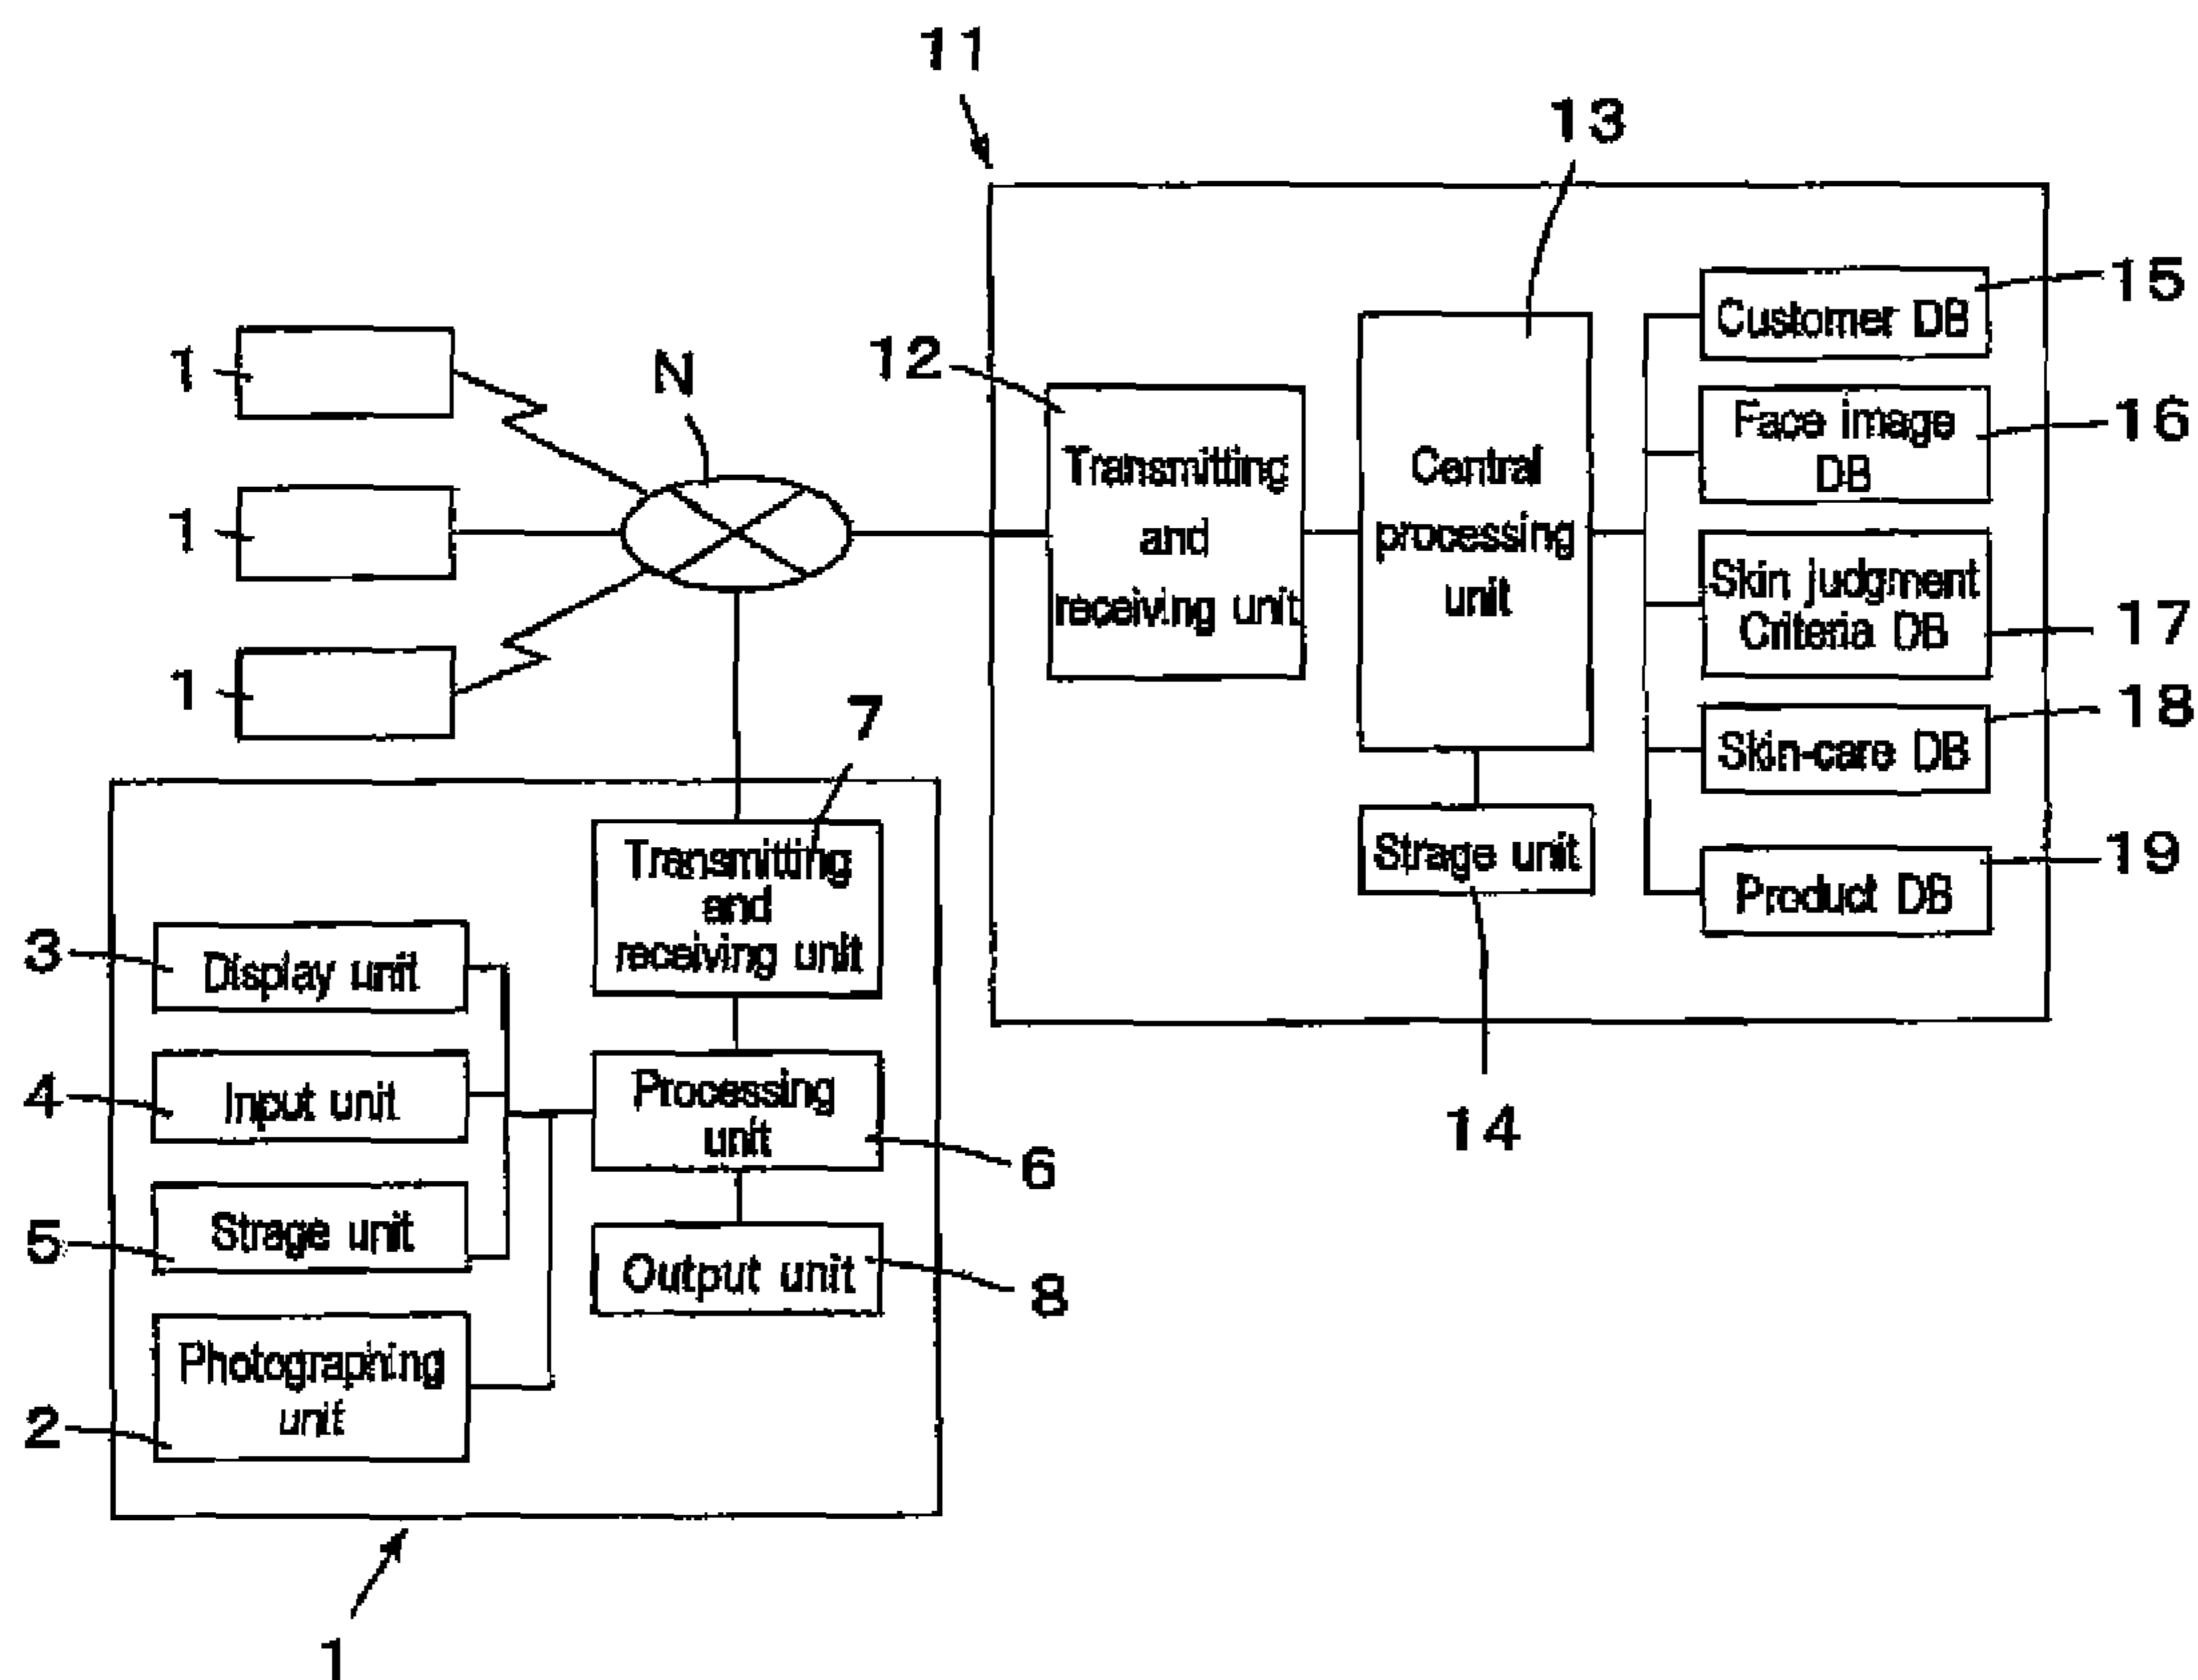 11
13
15
Customer DB
1
N
12
16
Face image
DB
Transmitting
and
receiving unit
Central
processing
unit
1
17
Skin judgment
Criteria DB
1
18
Skin-care DB
7
Strage unit
19
Product DB
14
Transmitting
and
receiving unit
3
Display unit
4
Input unit
Processing
unit
6
5
Strage unit
Output unit
8
Photographing
unit
2
1